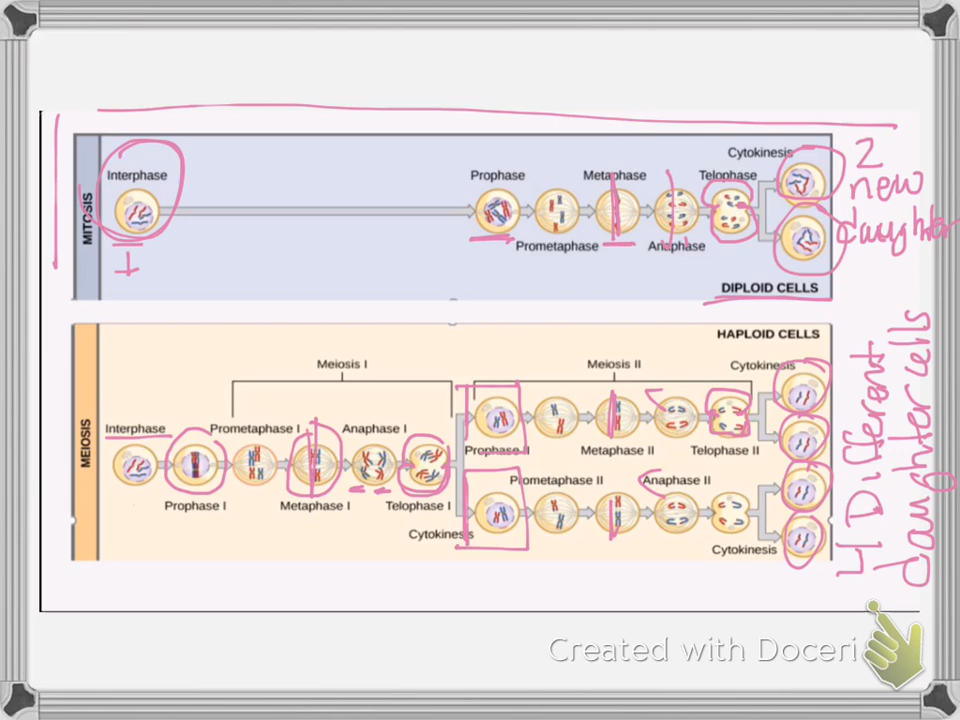 MITOSIS
Interphase
Prophase
Prometaphase
Metaphase
Anaphase
Telophase
Cytokinesis
DIPLOID CELLS
2
new
daughter
HAPLOID CELLS
MEIOSIS
Meiosis I
Meiosis II
Interphase
Prophase I
Prometaphase I
Metaphase I
Anaphase I
Telophase I
Cytokinesis
Prophase II
Prometaphase II
Metaphase II
Anaphase II
Telophase II
Cytokinesis
Cytokinesis
4 Different
daughter cells
Created with Doceri